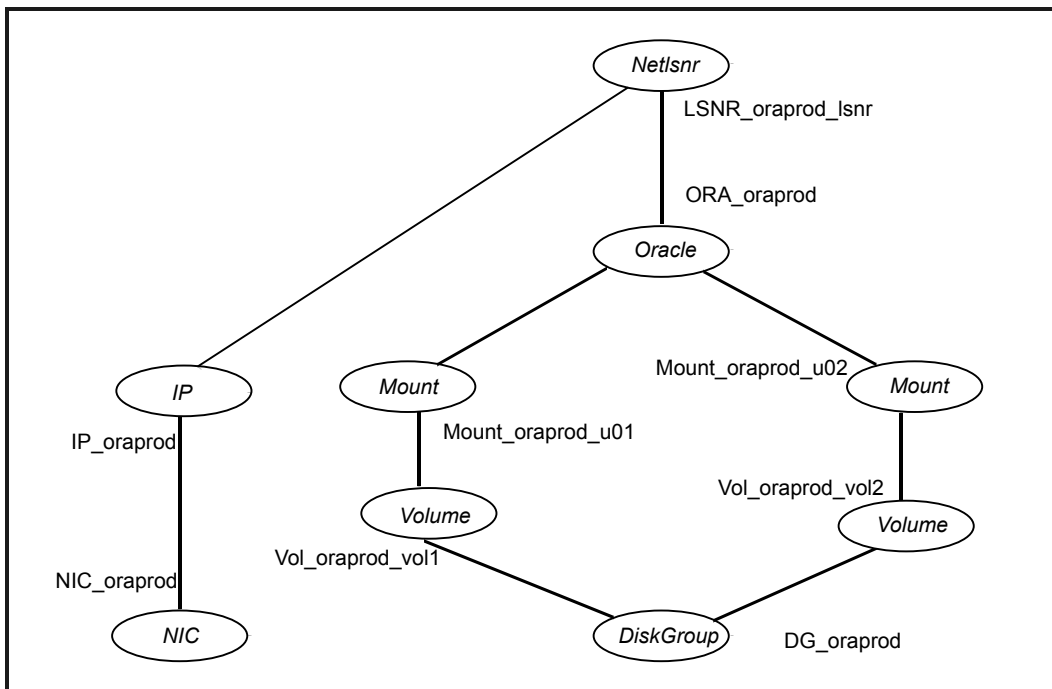 Netlsnr
LSNR_oraprod_lsnr
ORA_oraprod
Oracle
Mount_oraprod_u02
IP
Mount
Mount
IP_oraprod
Mount_oraprod_u01
Vol_oraprod_vol2
Volume
Volume
Vol_oraprod_vol1
NIC_oraprod
NIC
DiskGroup
DG_oraprod